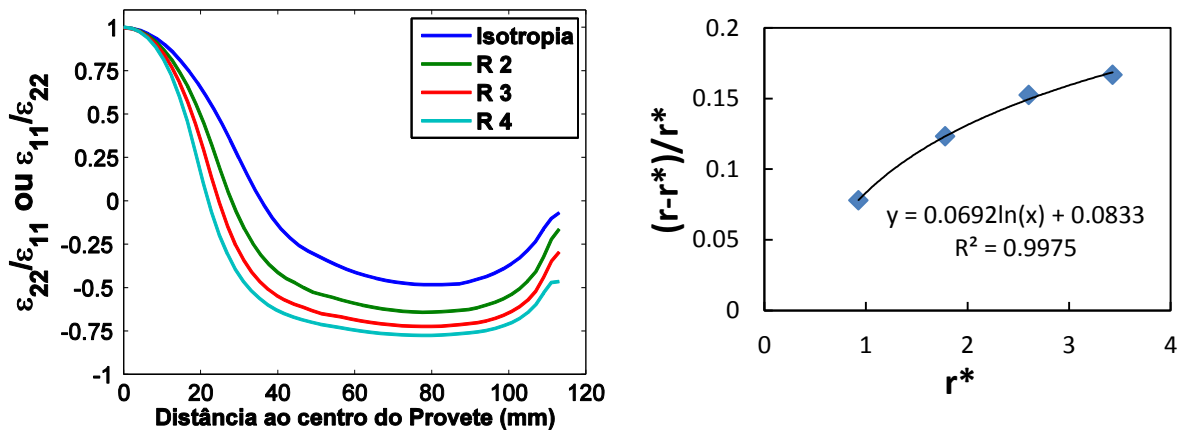 ε22/ε11 ou ε11/ε22
1
0.75
0.5
0.25
0
-0.25
-0.5
-0.75
-1
0 20 40 60 80 100 120
Distância ao centro do Provete (mm)
Isotropia
R 2
R 3
R 4
(r-r*)/r*
0.2
0.15
0.1
0.05
0
y = 0.0692ln(x) + 0.0833
R² = 0.9975
0 1 2 3 4
r*